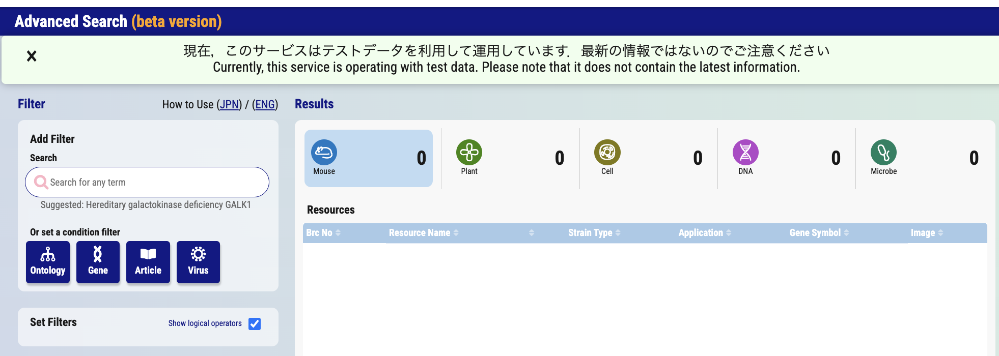 Advanced Search (beta version)
現在，このサービスはテストデータを利用して運用しています．最新の情報ではないのでご注意ください
Currently, this service is operating with test data. Please note that it does not contain the latest information.
Filter
How to Use (JPN) / (ENG)
Add Filter
Search
Search for any term
Suggested: Hereditary galactokinase deficiency GALK1
Or set a condition filter
Ontology Gene Article Virus
Set Filters
Show logical operators
Results
0 0 0 0 0
Mouse Plant Cell DNA Microbe
Resources
Brc No Resource Name Strain Type Application Gene Symbol Image